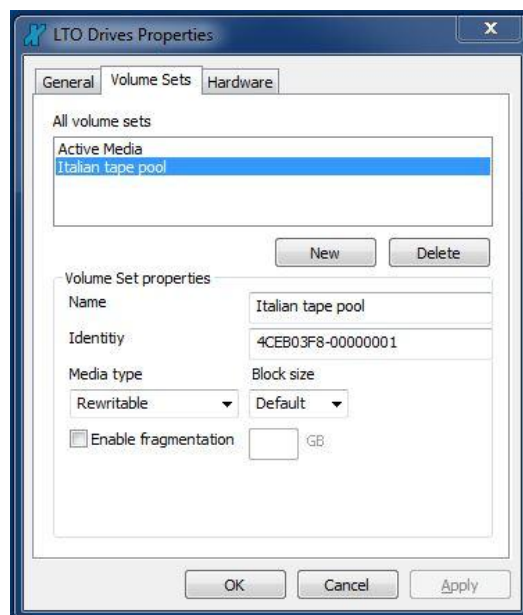 LTO Drives Properties
General Volume Sets Hardware
All volume sets
Active Media
Italian tape pool
New Delete
Volume Set properties
Name Italian tape pool
Identitiy 4CEB03F8-00000001
Media type Block size
Rewritable Default
Enable fragmentation GB
OK Cancel Apply